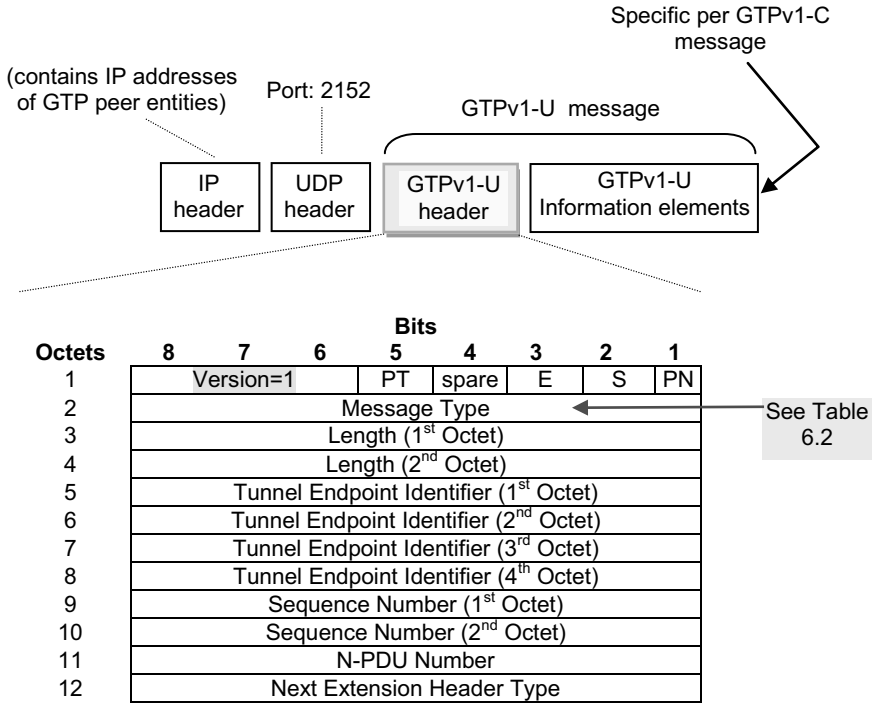 Specific per GTPv1-C
message
(contains IP addresses
of GTP peer entities)
Port: 2152
GTPv1-U message
IP
header
UDP
header
GTPv1-U
header
GTPv1-U
Information elements
Bits
Octets 8 7 6 5 4 3 2 1
1 Version=1 PT spare E S PN
2 Message Type
See Table
6.2
3 Length (1st Octet)
4 Length (2nd Octet)
5 Tunnel Endpoint Identifier (1st Octet)
6 Tunnel Endpoint Identifier (2nd Octet)
7 Tunnel Endpoint Identifier (3rd Octet)
8 Tunnel Endpoint Identifier (4th Octet)
9 Sequence Number (1st Octet)
10 Sequence Number (2nd Octet)
11 N-PDU Number
12 Next Extension Header Type